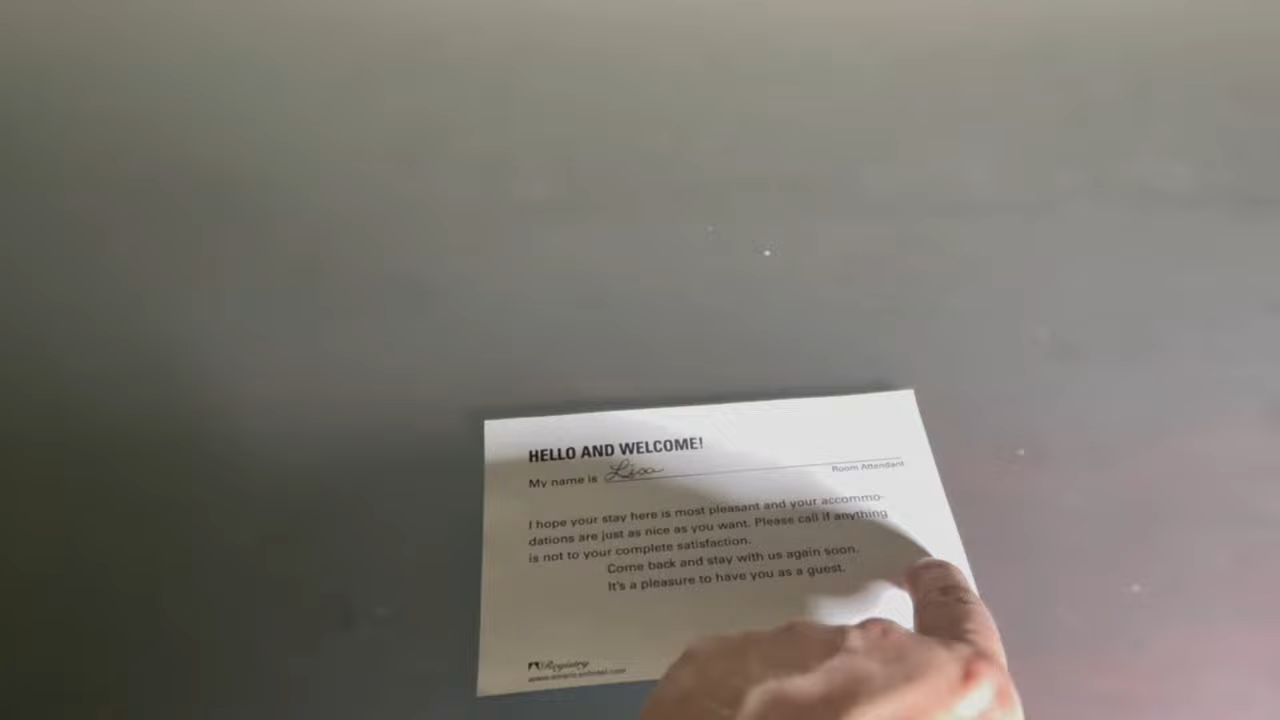 HELLO AND WELCOME!
My name is Lisa
Room Attendant
I hope your stay here is most pleasant and your accommo-
dations are just as nice as you want. Please call if anything
is not to your complete satisfaction.
Come back and stay with us again soon.
It's a pleasure to have you as a guest.
Registry